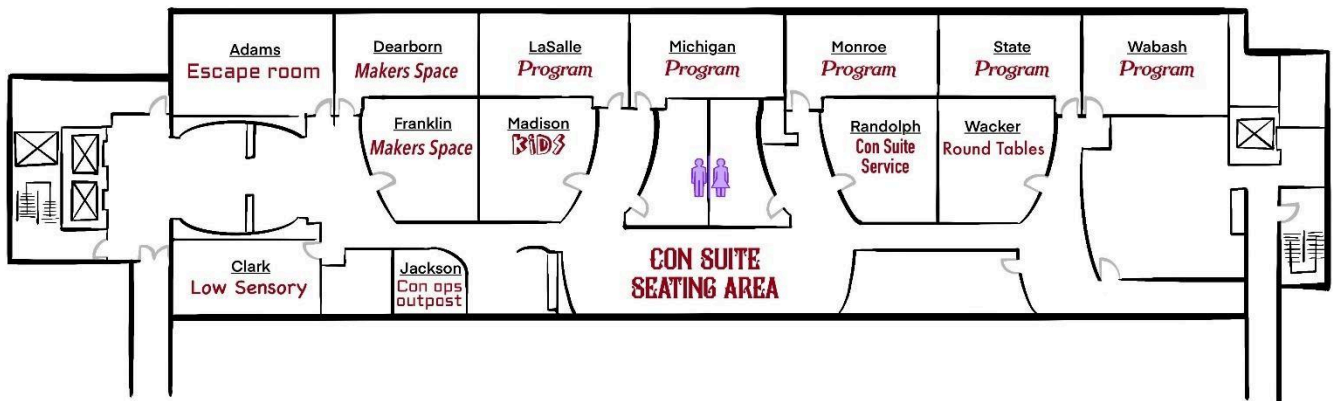 Adams
Escape room
Dearborn
Makers Space
LaSalle
Program
Michigan
Program
Monroe
Program
State
Program
Wabash
Program
Franklin
Makers Space
Madison
KiDS
Randolph
Con Suite
Service
Wacker
Round Tables
Clark
Low Sensory
Jackson
Con ops
outpost
CON SUITE
SEATING AREA